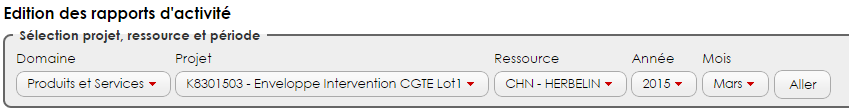 Edition des rapports d'activité
Sélection projet, ressource et période
Domaine Projet Ressource Année Mois
Produits et Services K8301503 - Enveloppe Intervention CGTE Lot1 CHN - HERBELIN 2015 Mars Aller